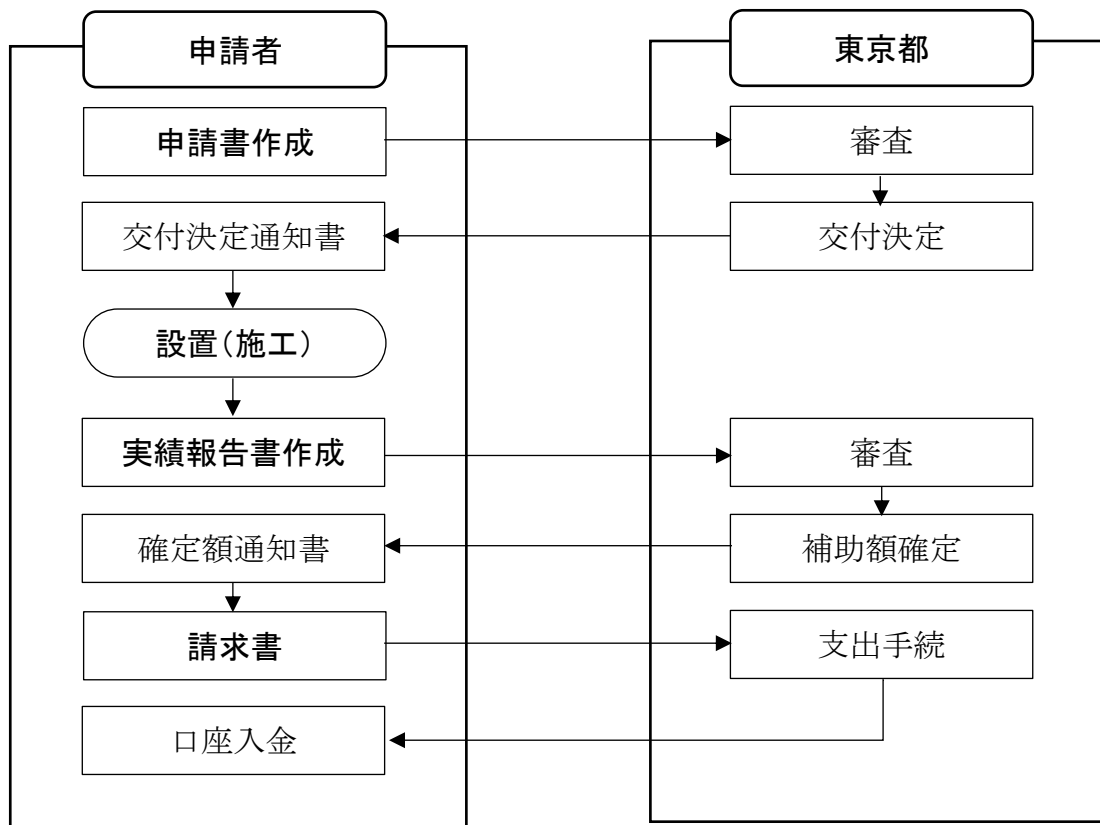 申請者
東京都
申請書作成
審査
交付決定通知書
交付決定
設置（施工）
実績報告書作成
審査
確定額通知書
補助額確定
請求書
支出手続
口座入金